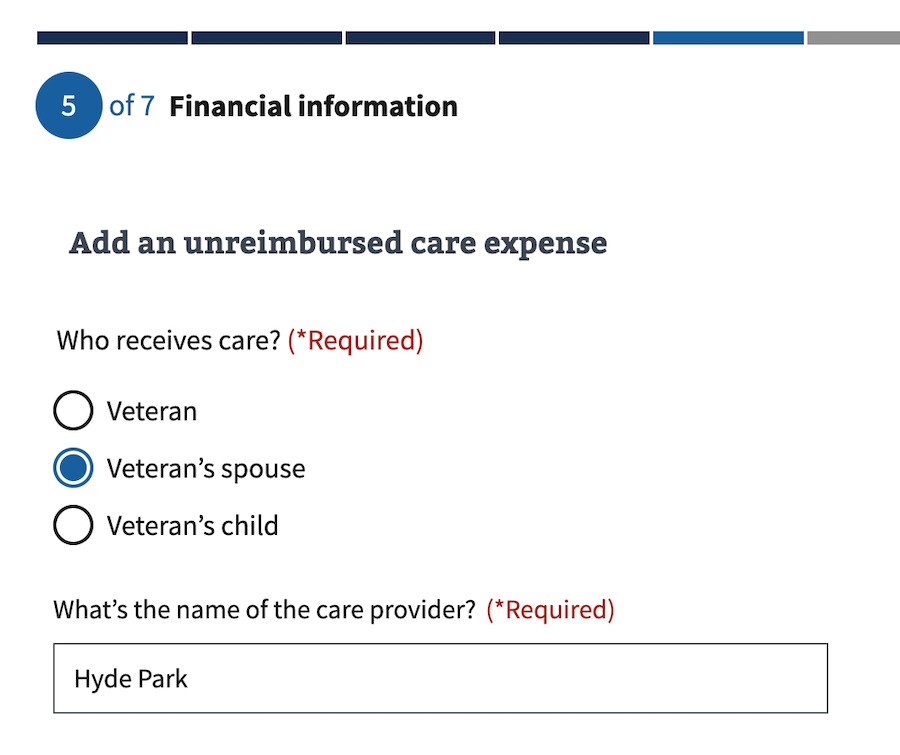 5 of 7 Financial information
Add an unreimbursed care expense
Who receives care? (*Required)
Veteran
Veteran’s spouse
Veteran’s child
What’s the name of the care provider? (*Required)
Hyde Park